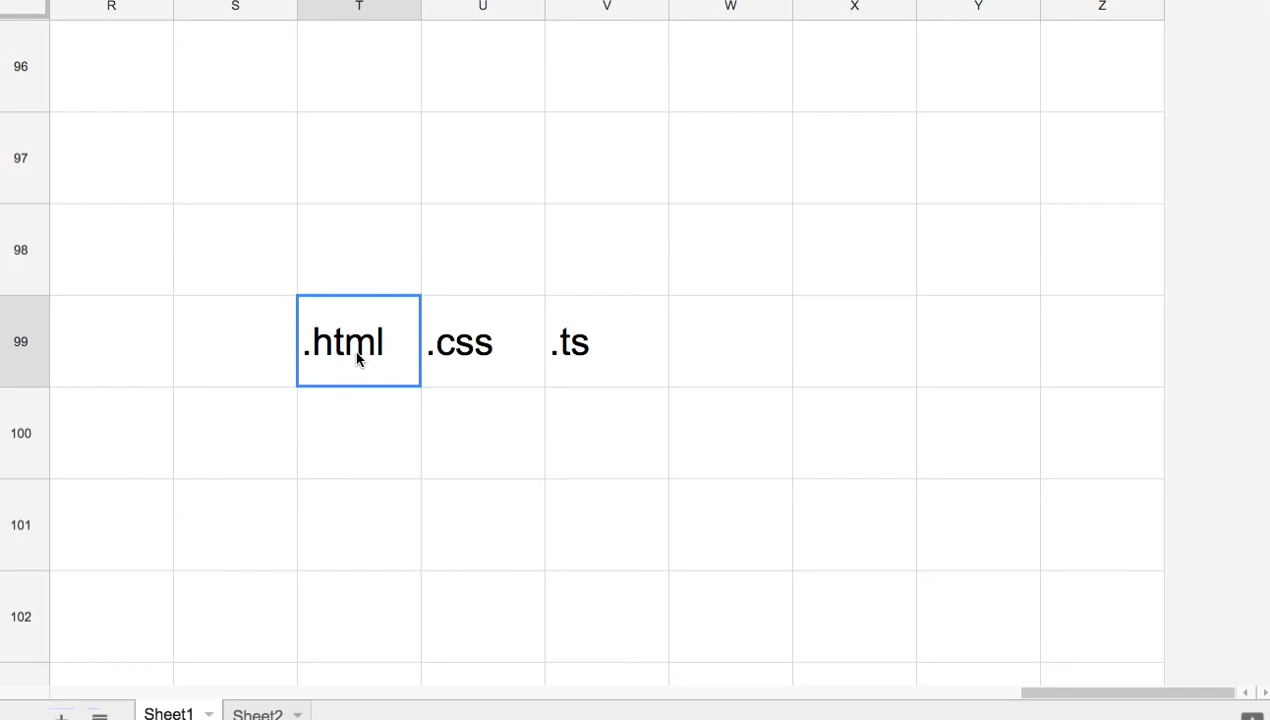 R S T U V W X Y Z
96
97
98
99 .html .css .ts
100
101
102
Sheet1 Sheet2